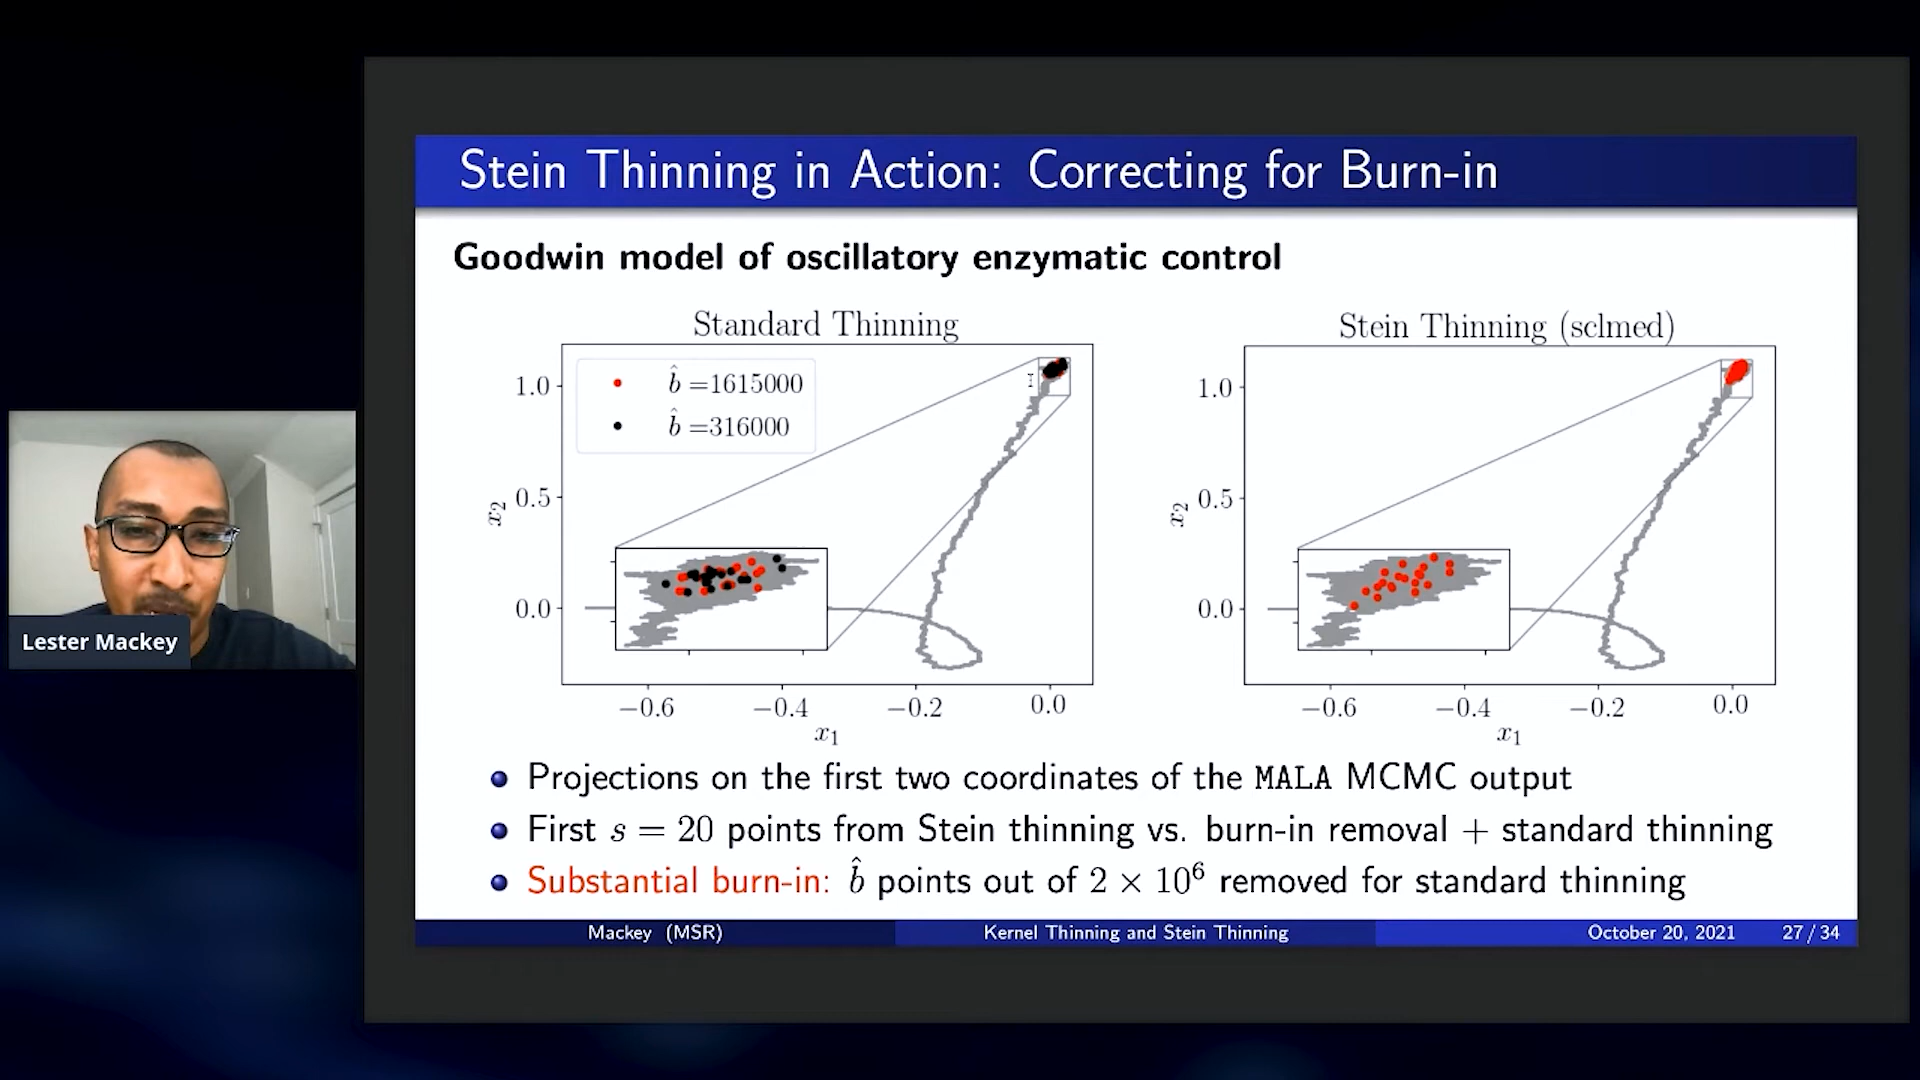 Stein Thinning in Action: Correcting for Burn-in
Goodwin model of oscillatory enzymatic control
Standard Thinning
b̂ =1615000
b̂ =316000
1.0
0.5
0.0
x₂
−0.6
−0.4
−0.2
0.0
x₁
Stein Thinning (sclmed)
1.0
0.5
0.0
x₂
−0.6
−0.4
−0.2
0.0
x₁
Projections on the first two coordinates of the MALA MCMC output
First s = 20 points from Stein thinning vs. burn-in removal + standard thinning
Substantial burn-in: b̂ points out of 2 × 10⁶ removed for standard thinning
Mackey (MSR)
Kernel Thinning and Stein Thinning
October 20, 2021
27 / 34
Lester Mackey